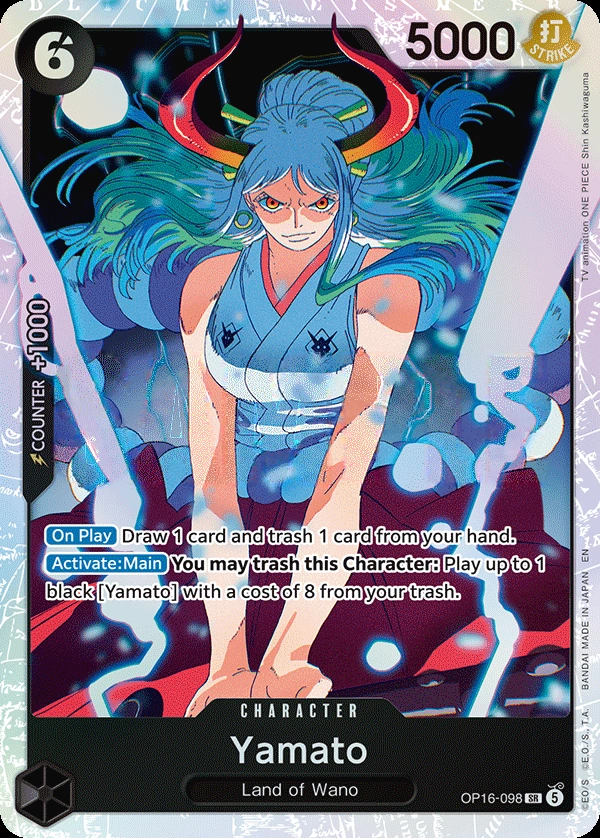 6
5000
打
STRIKE
TV animation ONE PIECE Shin Kashiwaguma
COUNTER +1000
On Play Draw 1 card and trash 1 card from your hand.
Activate:Main You may trash this Character: Play up to 1
black [Yamato] with a cost of 8 from your trash.
CHARACTER
Yamato
Land of Wano
OP16-098 SR 5
©E.O/S ©E.O./S., T.A. BANDAI MADE IN JAPAN EN